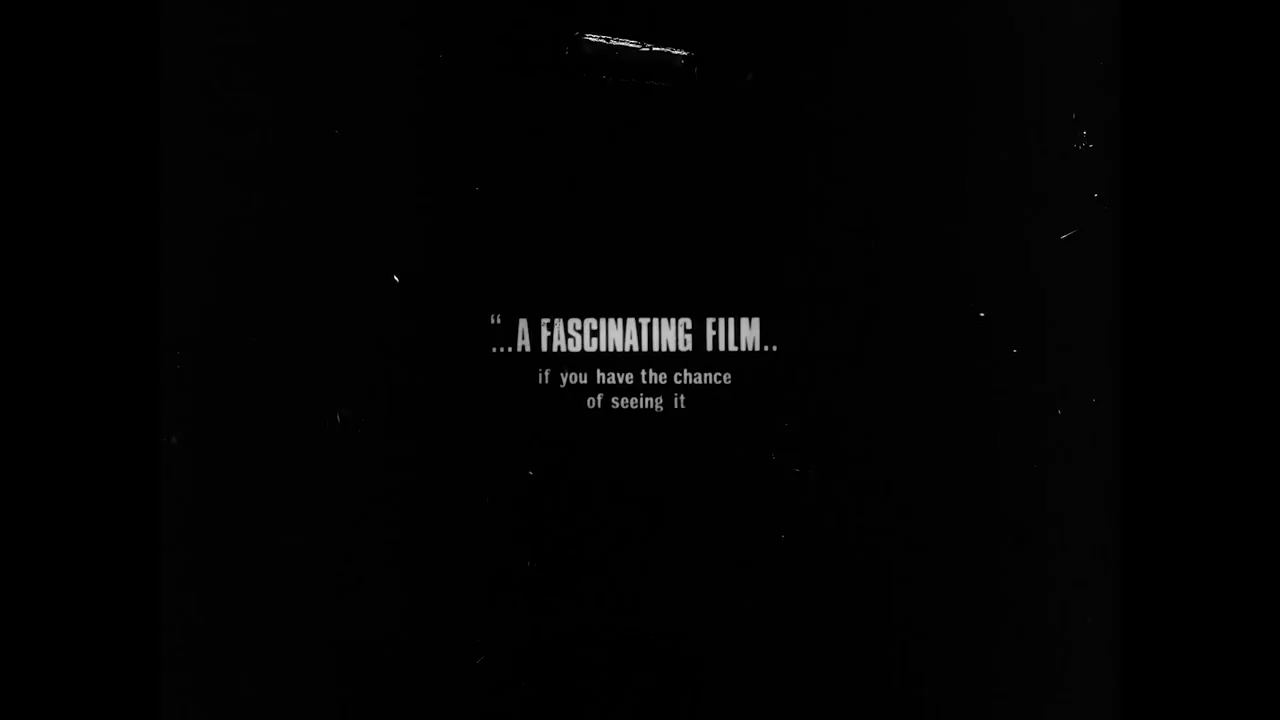 “...A FASCINATING FILM..
if you have the chance
of seeing it